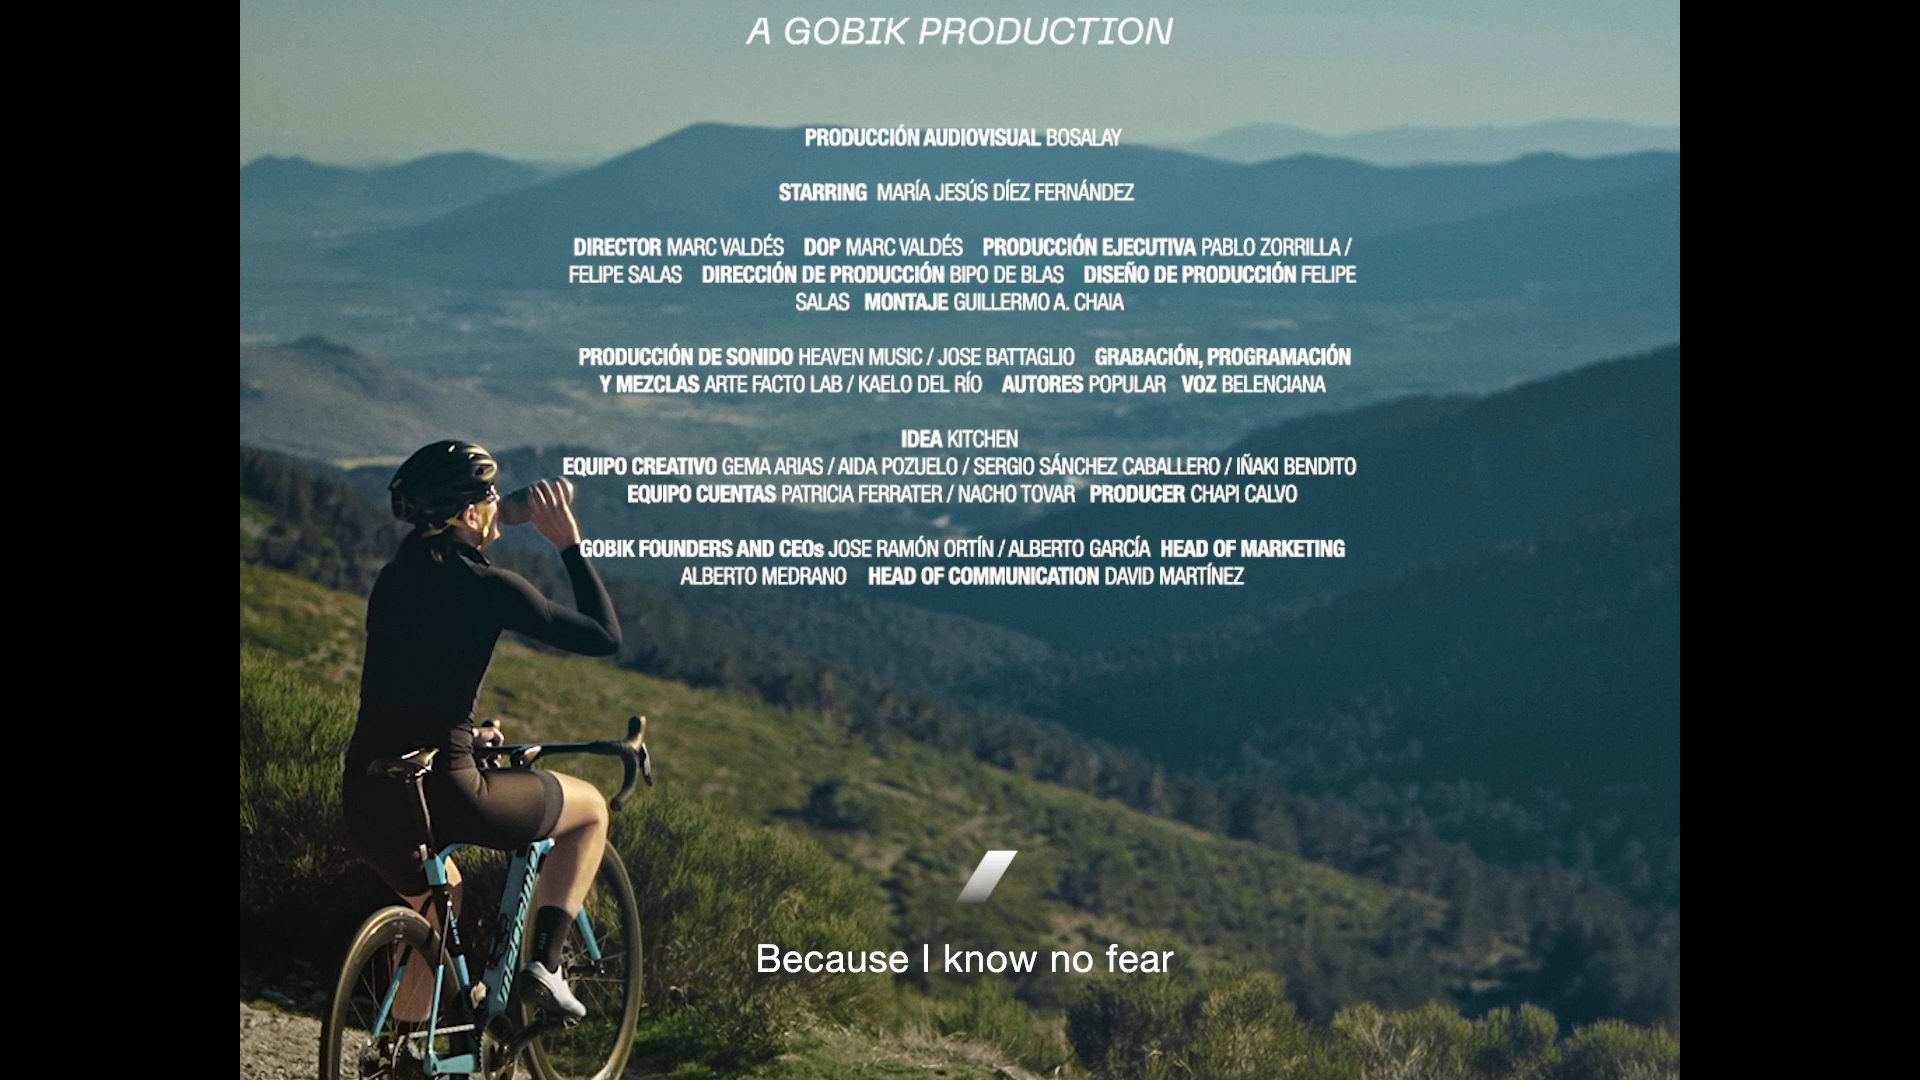 A GOBIK PRODUCTION
PRODUCCIÓN AUDIOVISUAL BOSALAY
STARRING MARÍA JESÚS DÍEZ FERNÁNDEZ
DIRECTOR MARC VALDÉS DOP MARC VALDÉS PRODUCCIÓN EJECUTIVA PABLO ZORRILLA /
FELIPE SALAS DIRECCIÓN DE PRODUCCIÓN BIPO DE BLAS DISEÑO DE PRODUCCIÓN FELIPE
SALAS MONTAJE GUILLERMO A. CHAIA
PRODUCCIÓN DE SONIDO HEAVEN MUSIC / JOSE BATTAGLIO GRABACIÓN, PROGRAMACIÓN
Y MEZCLAS ARTE FACTO LAB / KAELO DEL RÍO AUTORES POPULAR VOZ BELENCIANA
IDEA KITCHEN
EQUIPO CREATIVO GEMA ARIAS / AIDA POZUELO / SERGIO SÁNCHEZ CABALLERO / IÑAKI BENDITO
EQUIPO CUENTAS PATRICIA FERRATER / NACHO TOVAR PRODUCER CHAPI CALVO
GOBIK FOUNDERS AND CEOs JOSE RAMÓN ORTÍN / ALBERTO GARCÍA HEAD OF MARKETING
ALBERTO MEDRANO HEAD OF COMMUNICATION DAVID MARTÍNEZ
Because I know no fear